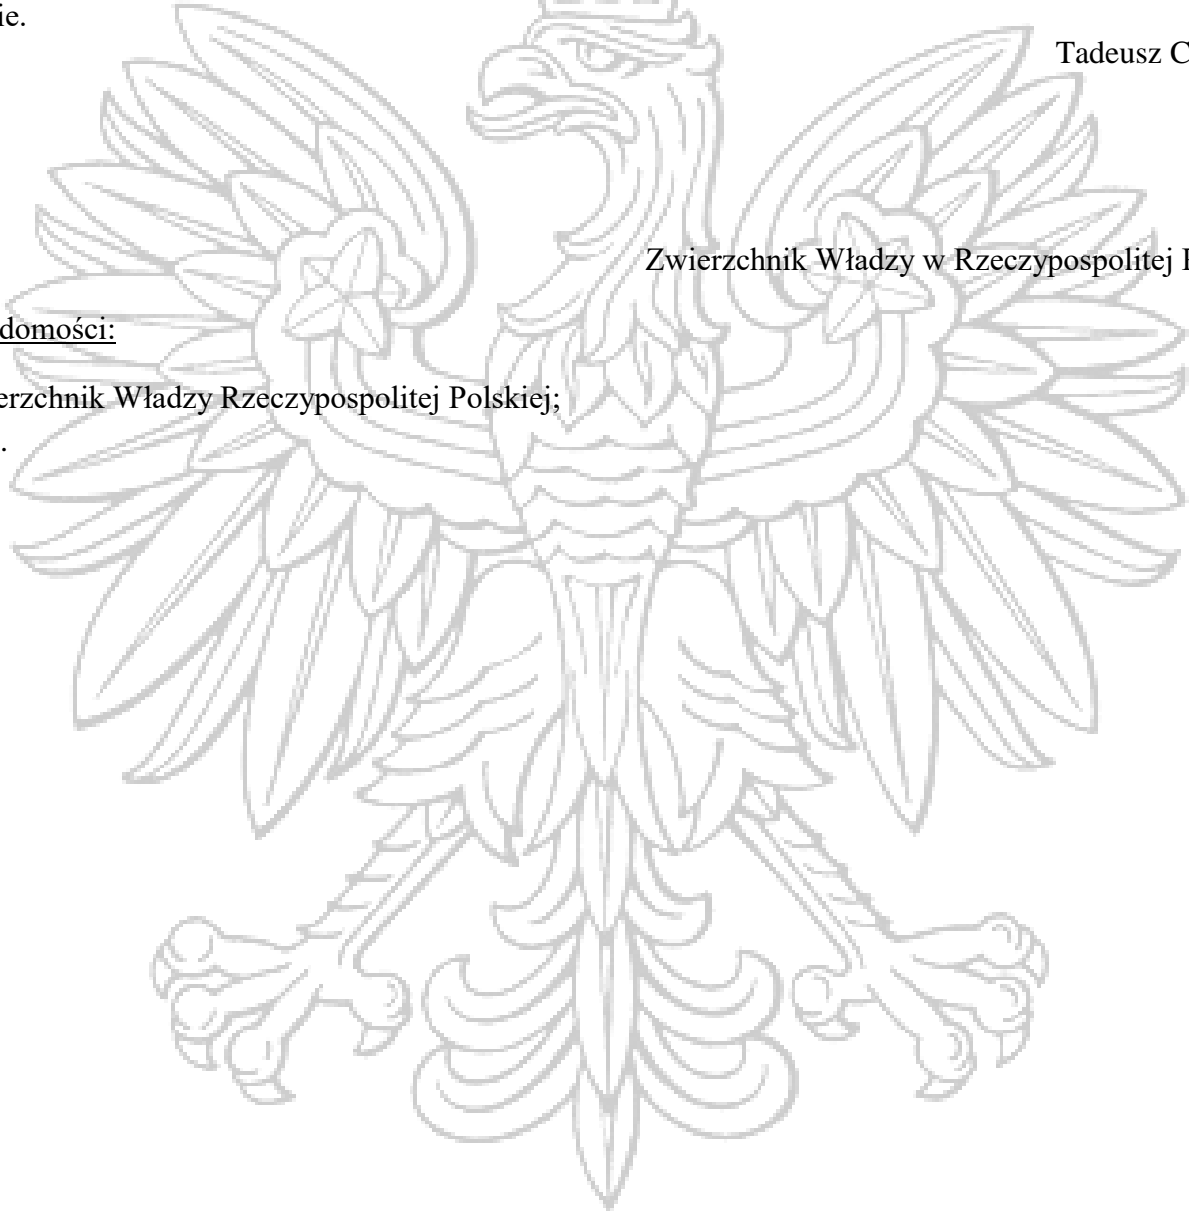 ie.
Tadeusz C
Zwierzchnik Władzy w Rzeczypospolitej P
domości:
erzchnik Władzy Rzeczypospolitej Polskiej;
.